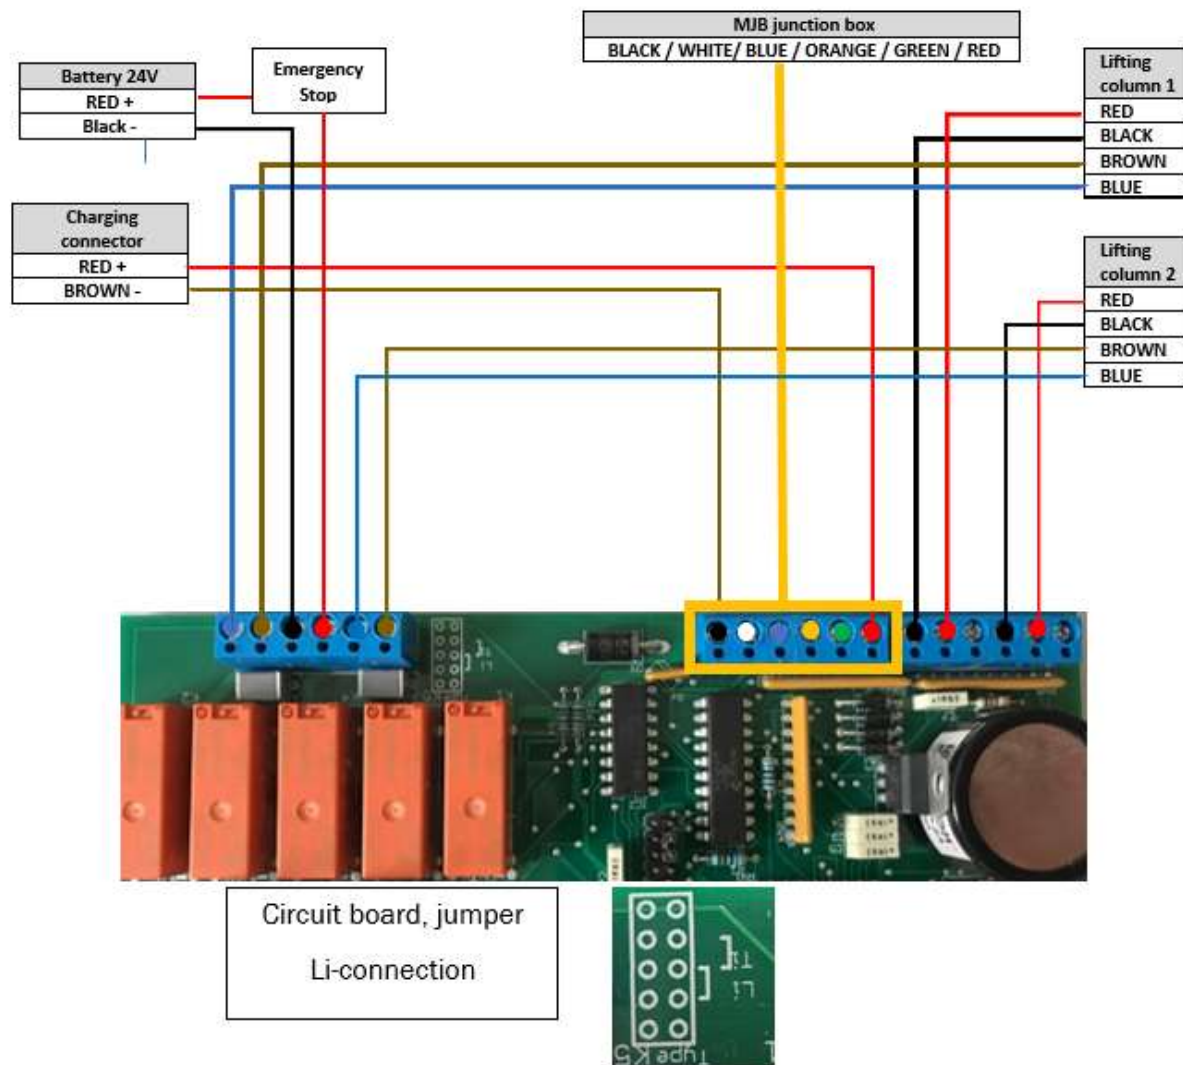 MJB junction box
BLACK / WHITE/ BLUE / ORANGE / GREEN / RED
Battery 24V
RED +
Black -
Emergency
Stop
Lifting
column 1
RED
BLACK
BROWN
BLUE
Charging
connector
RED +
BROWN -
Lifting
column 2
RED
BLACK
BROWN
BLUE
Circuit board, jumper
Li-connection
Ti
Li
TypeK5